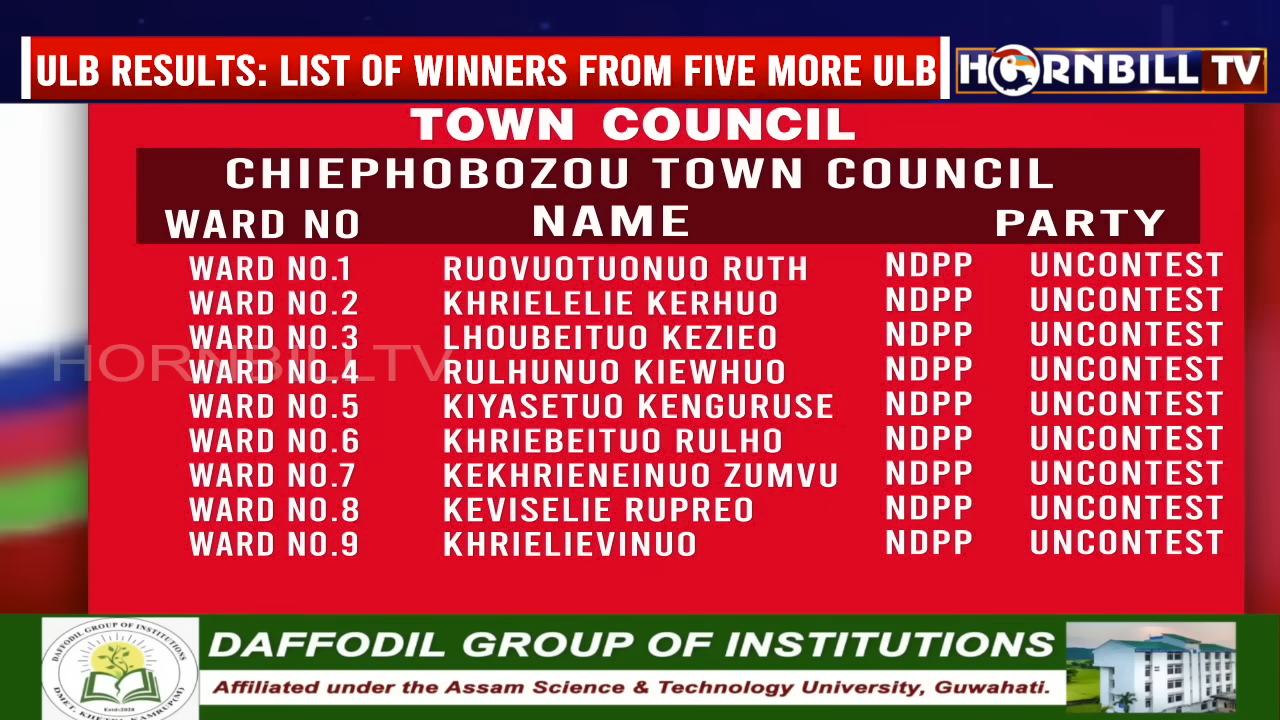 ULB RESULTS: LIST OF WINNERS FROM FIVE MORE ULB
HORNBILL TV
TOWN COUNCIL
CHIEPHOBOZOU TOWN COUNCIL
WARD NO NAME PARTY
WARD NO.1 RUOVUOTUONUO RUTH NDPP UNCONTEST
WARD NO.2 KHRIELELIE KERHUO NDPP UNCONTEST
WARD NO.3 LHOUBEITUO KEZIEO NDPP UNCONTEST
HORNBILL TV
WARD NO.4 RULHUNUO KIEWHUO NDPP UNCONTEST
WARD NO.5 KIYASETUO KENGURUSE NDPP UNCONTEST
WARD NO.6 KHRIEBEITUO RULHO NDPP UNCONTEST
WARD NO.7 KEKHRIENEINUO ZUMVU NDPP UNCONTEST
WARD NO.8 KEVISELIE RUPREO NDPP UNCONTEST
WARD NO.9 KHRIELIEVINUO NDPP UNCONTEST
DAFFODIL GROUP OF INSTITUTIONS
DMET, KHETRI, KAMRUP(M)
DAFFODIL GROUP OF INSTITUTIONS
Affiliated under the Assam Science & Technology University, Guwahati.